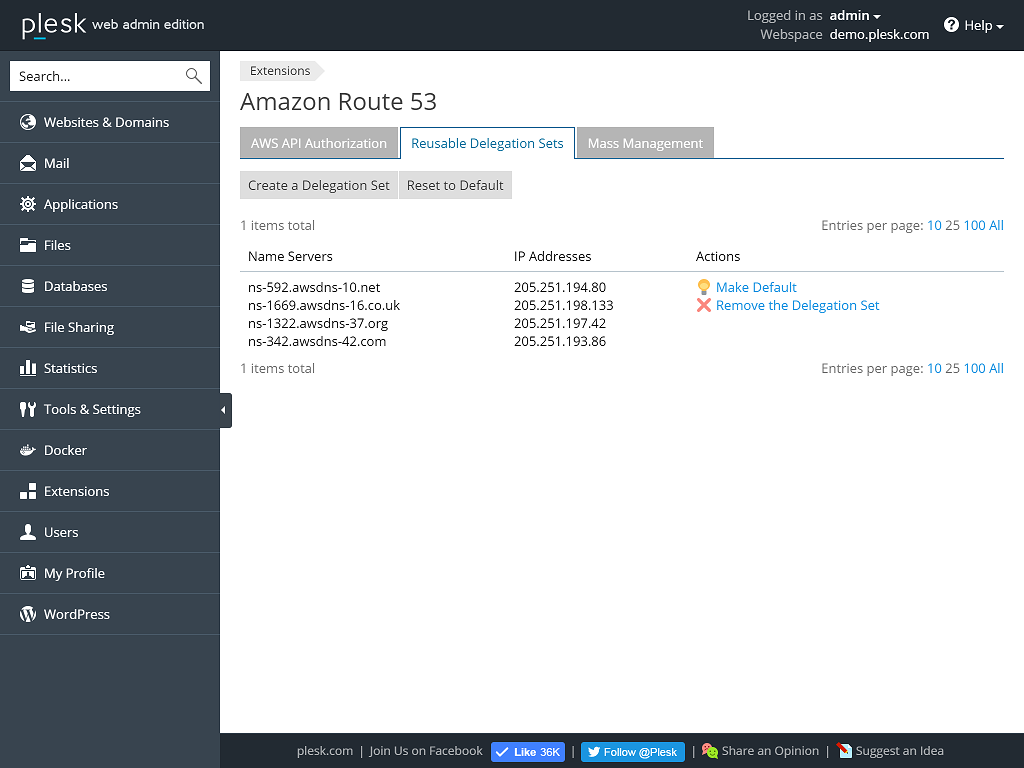 plesk web admin edition
Logged in as admin
Webspace demo.plesk.com
Help
Search...
Websites & Domains
Mail
Applications
Files
Databases
File Sharing
Statistics
Tools & Settings
Docker
Extensions
Users
My Profile
WordPress
Extensions
Amazon Route 53
AWS API Authorization Reusable Delegation Sets Mass Management
Create a Delegation Set Reset to Default
1 items total Entries per page: 10 25 100 All
Name Servers IP Addresses Actions
ns-592.awsdns-10.net 205.251.194.80 Make Default
ns-1669.awsdns-16.co.uk 205.251.198.133 Remove the Delegation Set
ns-1322.awsdns-37.org 205.251.197.42
ns-342.awsdns-42.com 205.251.193.86
1 items total Entries per page: 10 25 100 All
plesk.com | Join Us on Facebook Like 36K | Follow @Plesk | Share an Opinion | Suggest an Idea